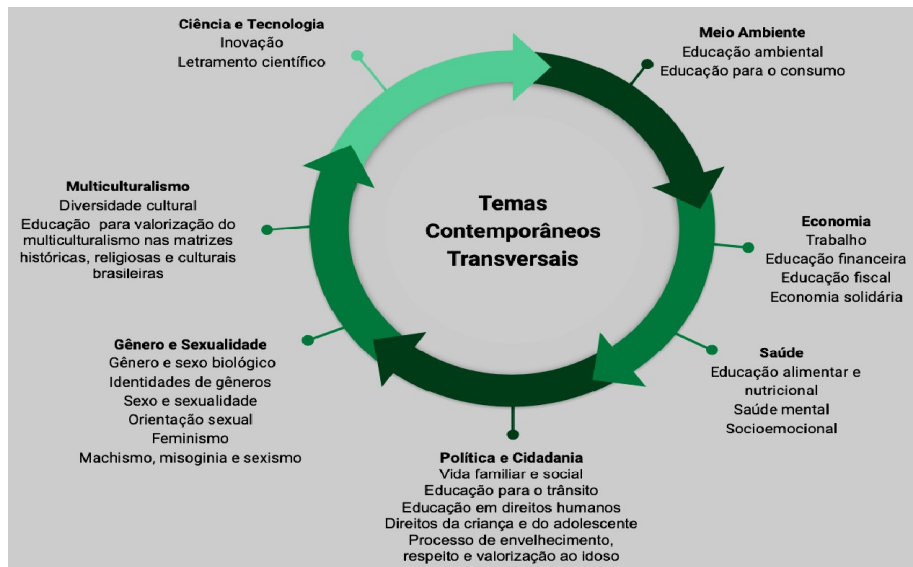 Ciência e Tecnologia
Inovação
Letramento científico
Meio Ambiente
Educação ambiental
Educação para o consumo
Multiculturalismo
Diversidade cultural
Educação para valorização do
multiculturalismo nas matrizes
históricas, religiosas e culturais
brasileiras
Temas
Contemporâneos
Transversais
Economia
Trabalho
Educação financeira
Educação fiscal
Economia solidária
Gênero e Sexualidade
Gênero e sexo biológico
Identidades de gêneros
Sexo e sexualidade
Orientação sexual
Feminismo
Machismo, misoginia e sexismo
Saúde
Educação alimentar e
nutricional
Saúde mental
Socioemocional
Política e Cidadania
Vida familiar e social
Educação para o trânsito
Educação em direitos humanos
Direitos da criança e do adolescente
Processo de envelhecimento,
respeito e valorização ao idoso